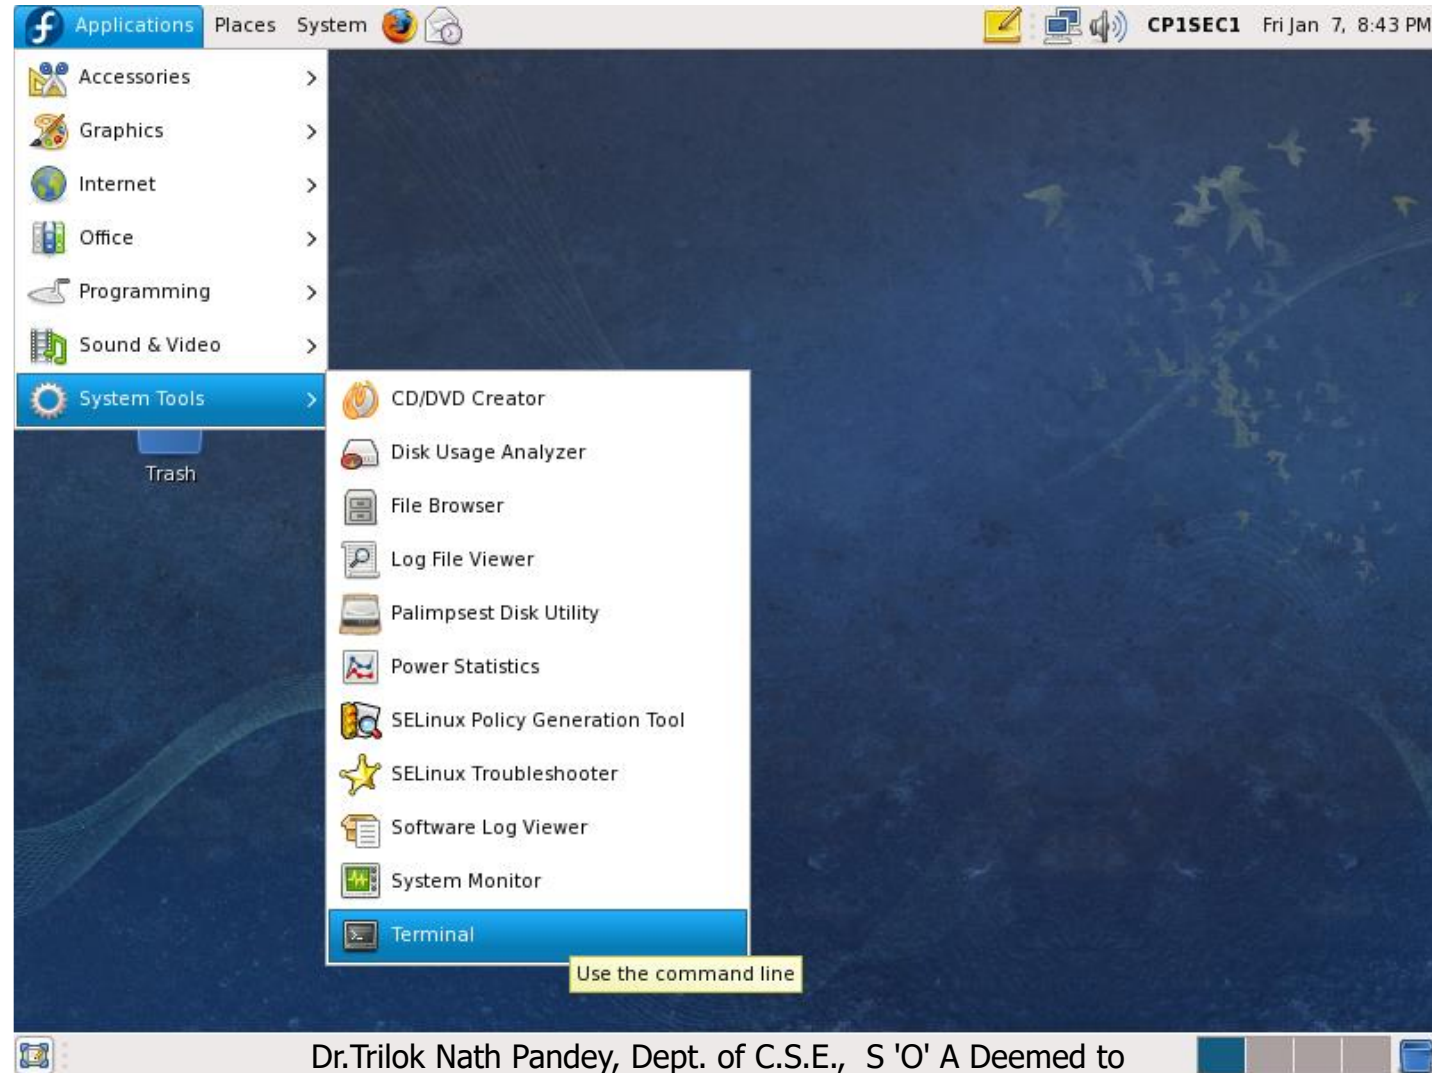 Applications Places System CP1SEC1 Fri Jan 7, 8:43 PM
Accessories
Graphics
Internet
Office
Programming
Sound & Video
System Tools
CD/DVD Creator
Disk Usage Analyzer
File Browser
Log File Viewer
Palimpsest Disk Utility
Power Statistics
SELinux Policy Generation Tool
SELinux Troubleshooter
Software Log Viewer
System Monitor
Terminal
Use the command line
Trash
Dr.Trilok Nath Pandey, Dept. of C.S.E., S 'O' A Deemed to